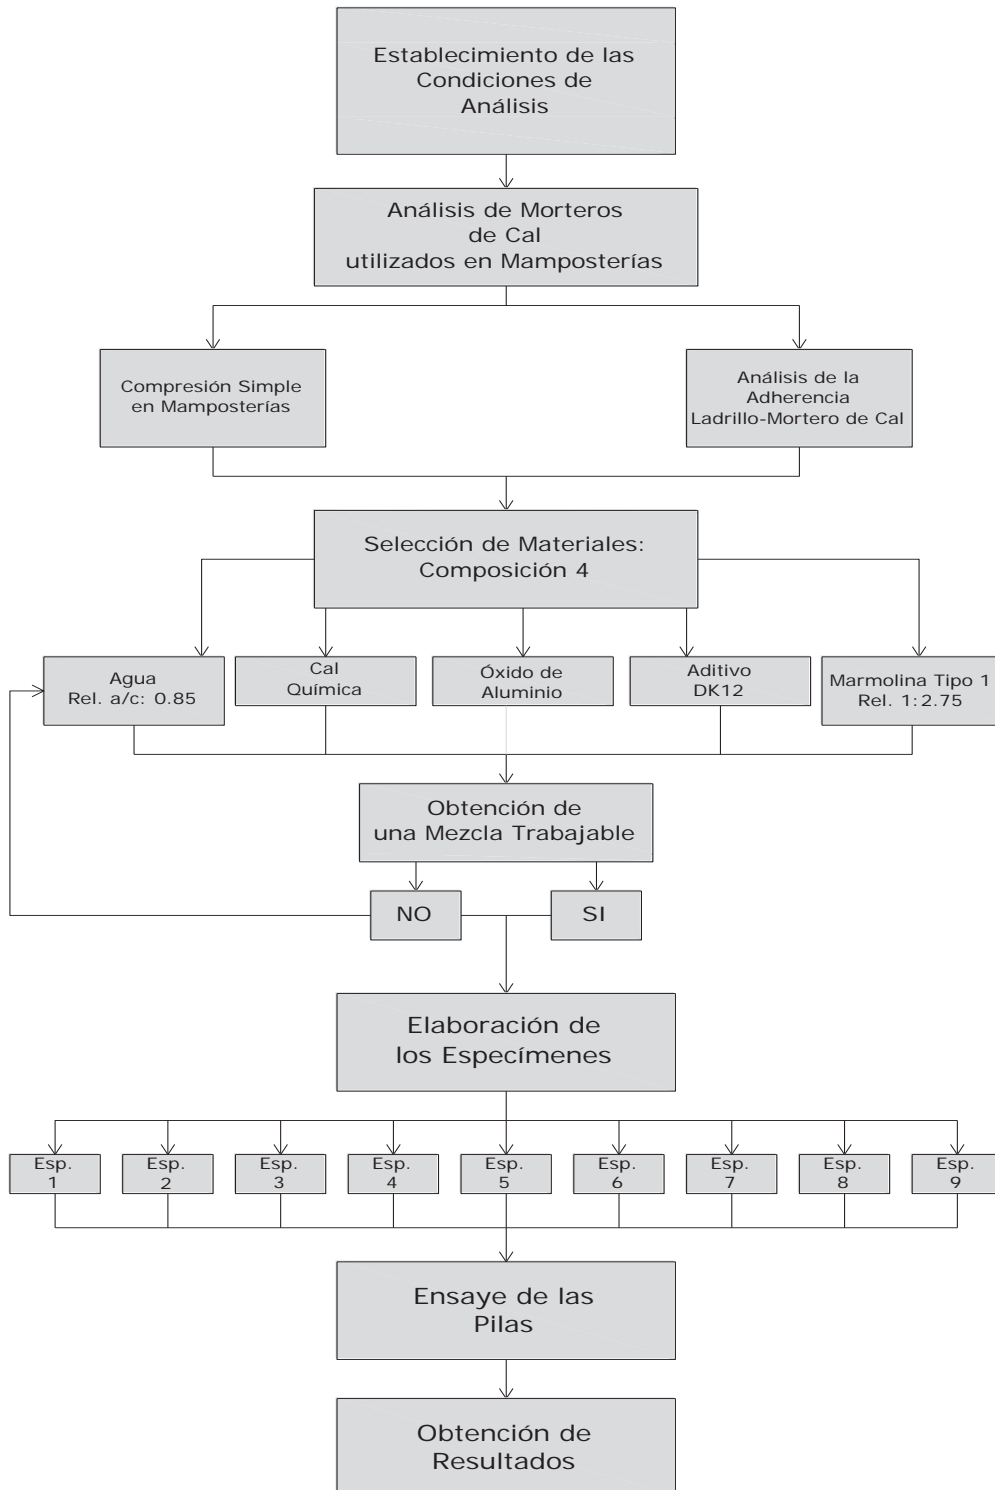 Establecimiento de las
Condiciones de
Análisis
Análisis de Morteros
de Cal
utilizados en Mamposterías
Compresión Simple
en Mamposterías
Análisis de la
Adherencia
Ladrillo-Mortero de Cal
Selección de Materiales:
Composición 4
Agua
Rel. a/c: 0.85
Cal
Química
Óxido de
Aluminio
Aditivo
DK12
Marmolina Tipo 1
Rel. 1:2.75
Obtención de
una Mezcla Trabajable
NO
SI
Elaboración de
los Especímenes
Esp.
1
Esp.
2
Esp.
3
Esp.
4
Esp.
5
Esp.
6
Esp.
7
Esp.
8
Esp.
9
Ensaye de las
Pilas
Obtención de
Resultados